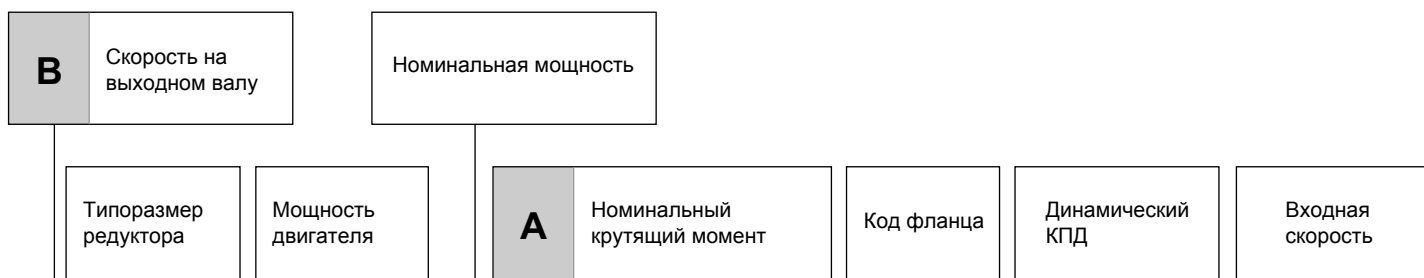 B
Скорость на
выходном валу
Номинальная мощность
Типоразмер
редуктора
Мощность
двигателя
A
Номинальный
крутящий момент
Код фланца
Динамический
КПД
Входная
скорость